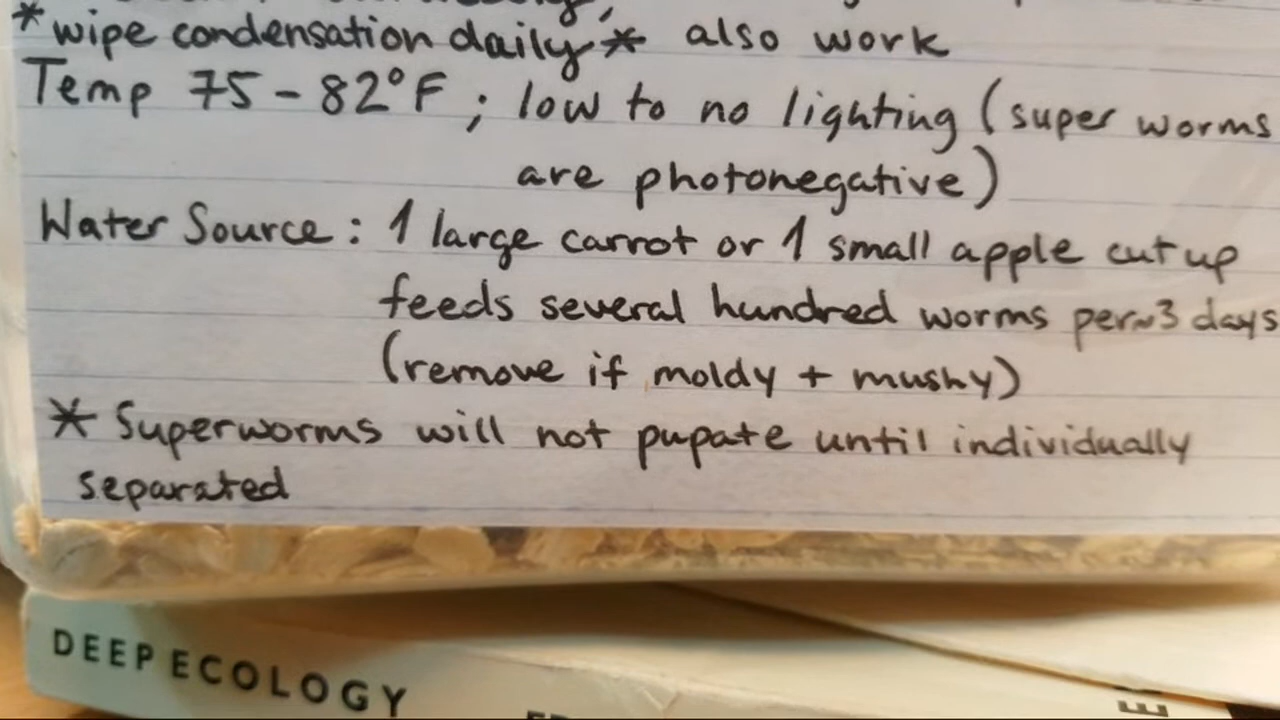 *wipe condensation daily* also work
Temp 75-82°F ; low to no lighting (super worms
are photonegative)
Water Source: 1 large carrot or 1 small apple cut up
feeds several hundred worms per~3 days
(remove if moldy + mushy)
* Superworms will not pupate until individually
separated
DEEP ECOLOGY